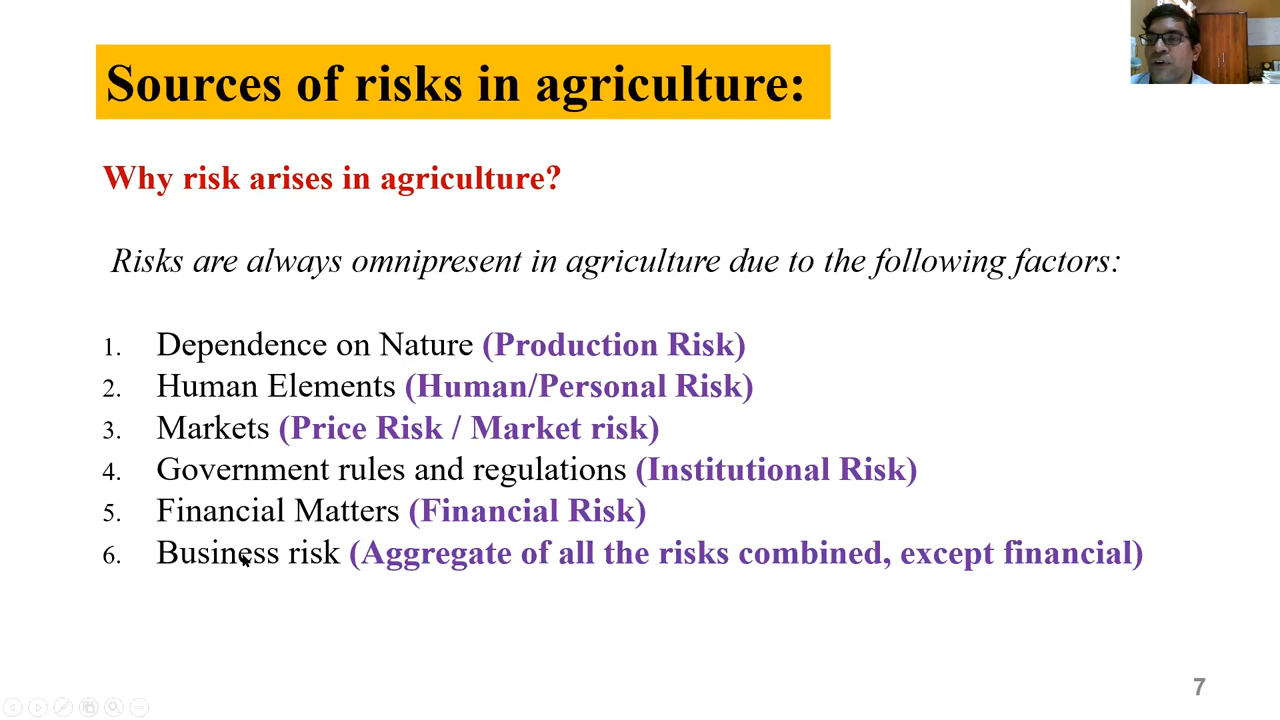 Sources of risks in agriculture:
Why risk arises in agriculture?
Risks are always omnipresent in agriculture due to the following factors:
1. Dependence on Nature (Production Risk)
2. Human Elements (Human/Personal Risk)
3. Markets (Price Risk / Market risk)
4. Government rules and regulations (Institutional Risk)
5. Financial Matters (Financial Risk)
6. Business risk (Aggregate of all the risks combined, except financial)
7